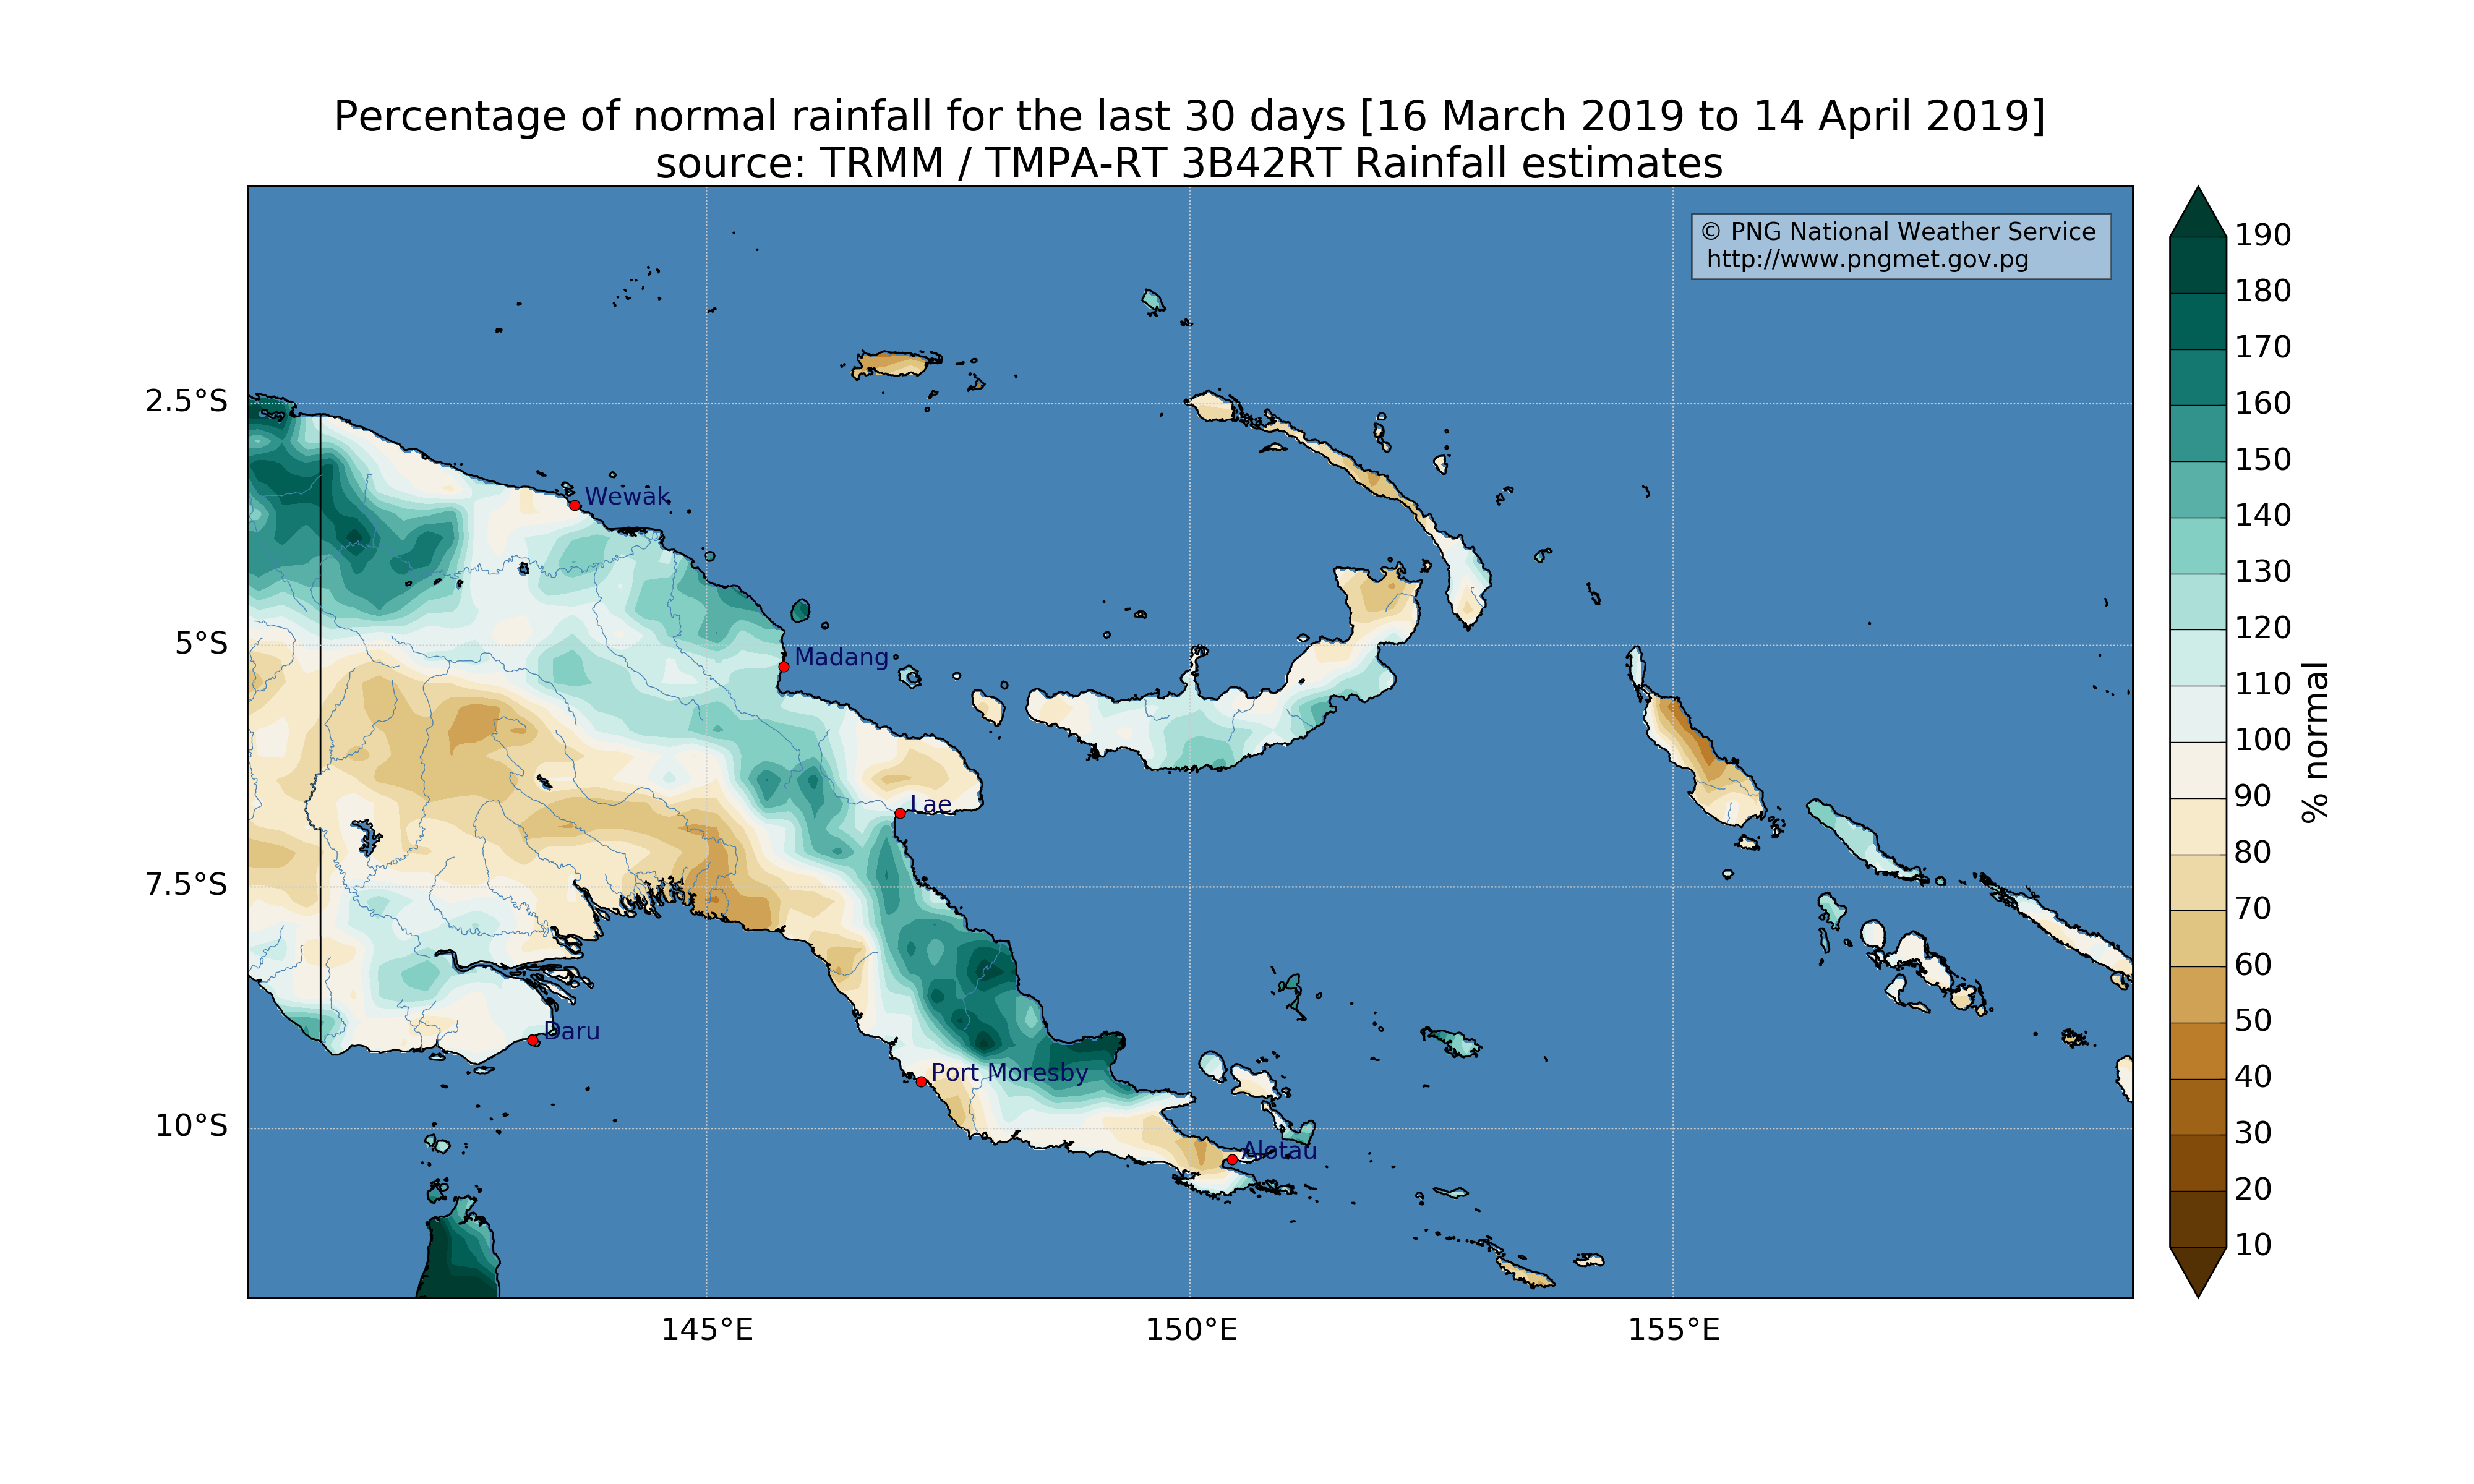 Percentage of normal rainfall for the last 30 days [16 March 2019 to 14 April 2019]
source: TRMM / TMPA-RT 3B42RT Rainfall estimates
© PNG National Weather Service
http://www.pngmet.gov.pg
2.5°S
5°S
7.5°S
10°S
145°E
150°E
155°E
Wewak
Madang
Lae
Daru
Port Moresby
Alotau
190
180
170
160
150
140
130
120
110
100
90
80
70
60
50
40
30
20
10
% normal